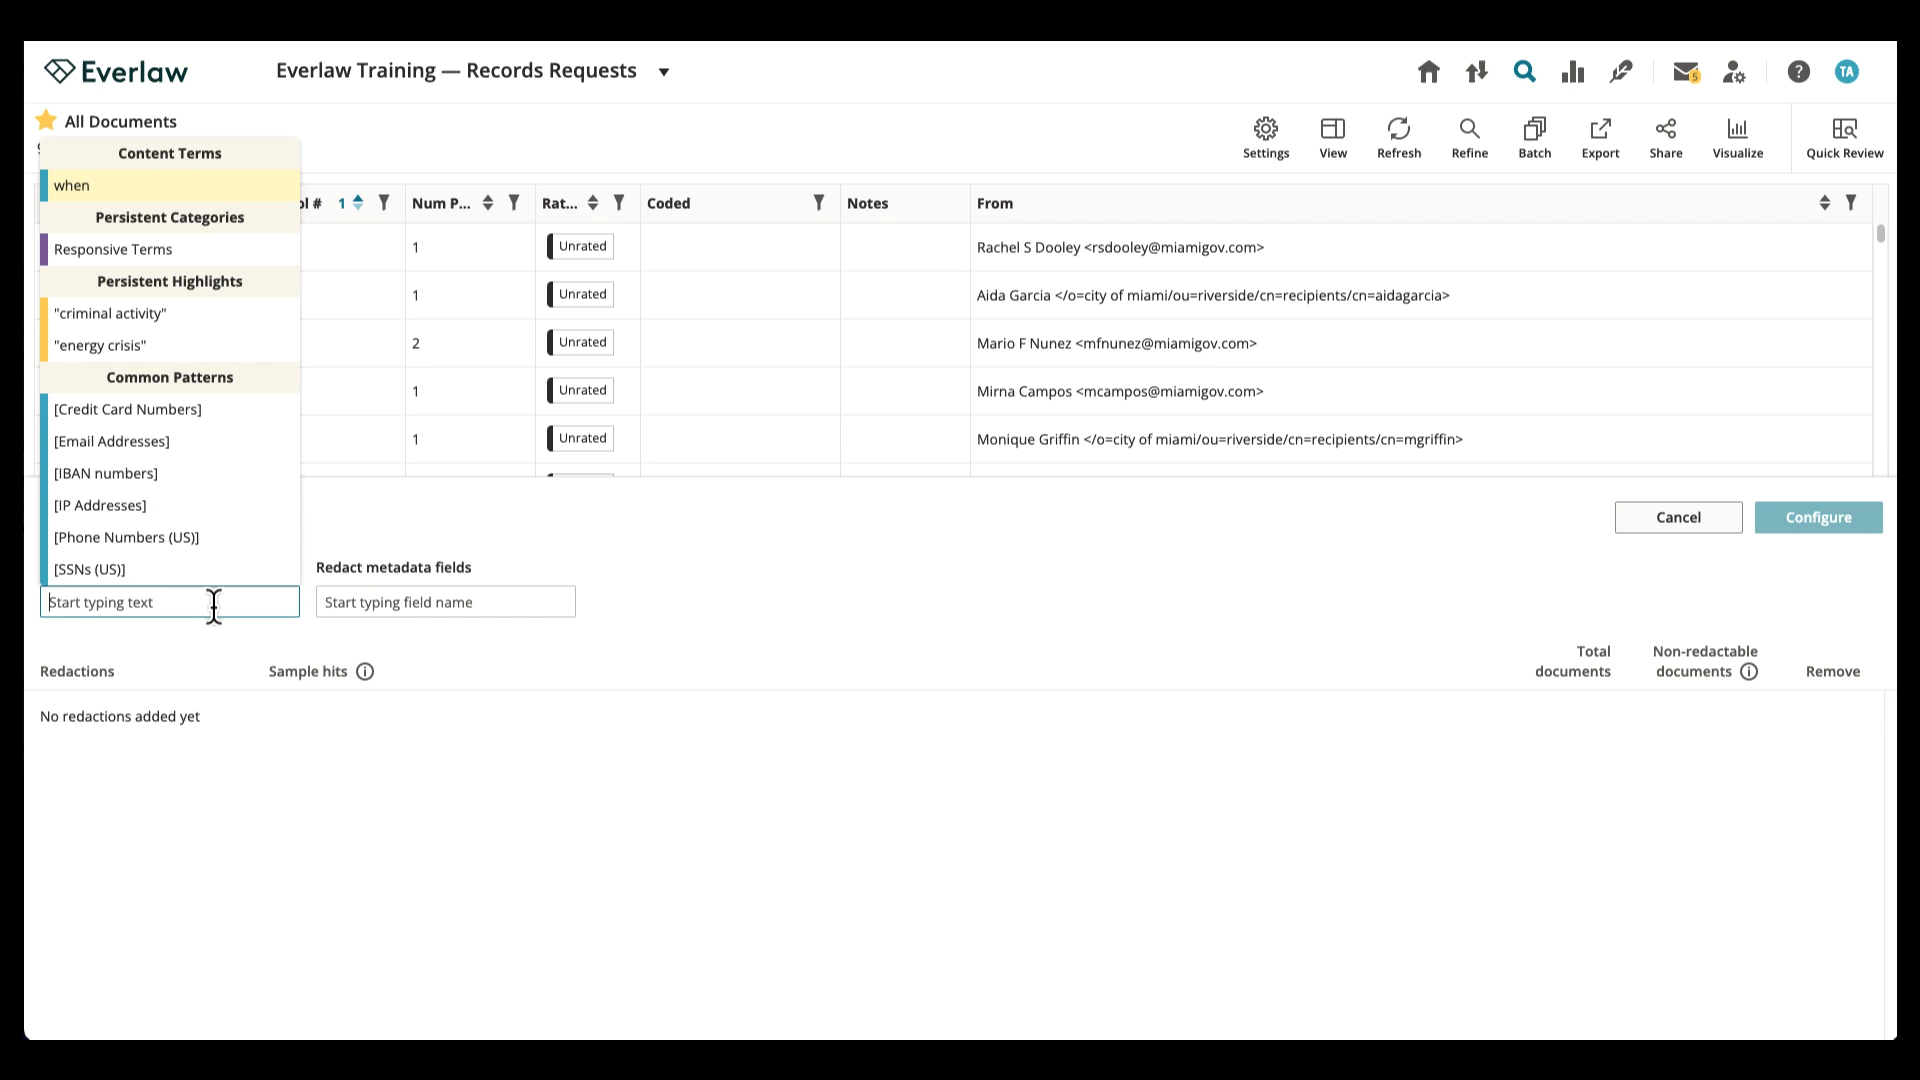 Everlaw
Everlaw Training — Records Requests
5
?
TA
All Documents
Settings
View
Refresh
Refine
Batch
Export
Share
Visualize
Quick Review
Content Terms
when
Persistent Categories
Responsive Terms
Persistent Highlights
"criminal activity"
"energy crisis"
Common Patterns
[Credit Card Numbers]
[Email Addresses]
[IBAN numbers]
[IP Addresses]
[Phone Numbers (US)]
[SSNs (US)]
Start typing text
# 1 Num P... Rat... Coded Notes From
1 Unrated Rachel S Dooley <rsdooley@miamigov.com>
1 Unrated Aida Garcia </o=city of miami/ou=riverside/cn=recipients/cn=aidagarcia>
2 Unrated Mario F Nunez <mfnunez@miamigov.com>
1 Unrated Mirna Campos <mcampos@miamigov.com>
1 Unrated Monique Griffin </o=city of miami/ou=riverside/cn=recipients/cn=mgriffin>
Cancel
Configure
Redact metadata fields
Start typing field name
Redactions
Sample hits
Total
documents
Non-redactable
documents
Remove
No redactions added yet